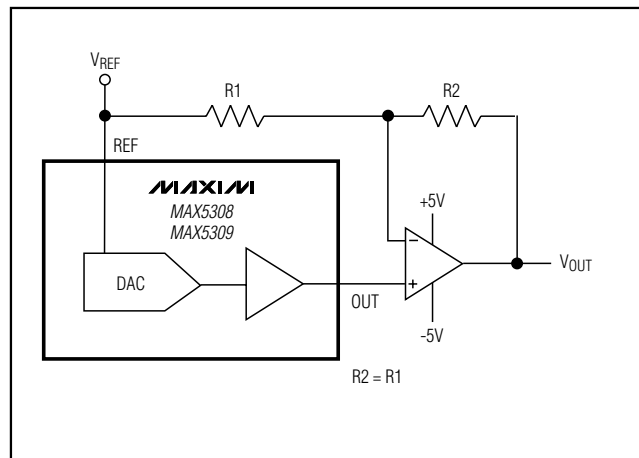 VREF
R1
R2
REF
MAXIM
MAX5308
MAX5309
+5V
−
DAC
VOUT
OUT
+
-5V
R2 = R1